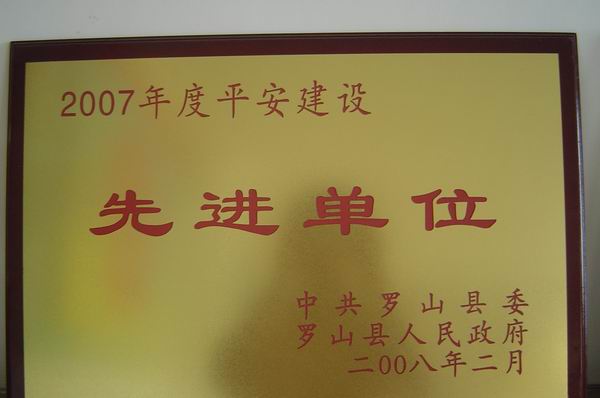 2007年度平安建设
先进单位
中共罗山县委
罗山县人民政府
二00八年二月